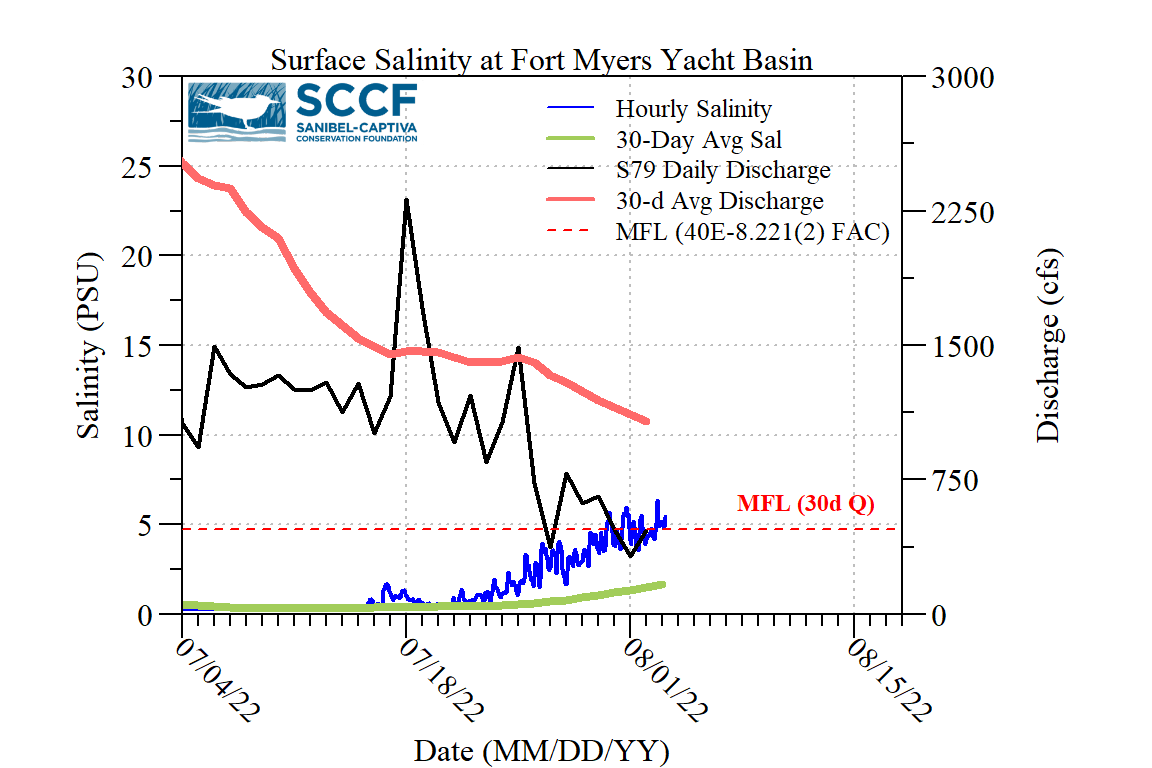 Surface Salinity at Fort Myers Yacht Basin
SCCF
SANIBEL-CAPTIVA
CONSERVATION FOUNDATION
Hourly Salinity
30-Day Avg Sal
S79 Daily Discharge
30-d Avg Discharge
MFL (40E-8.221(2) FAC)
30
25
20
15
10
5
0
Salinity (PSU)
3000
2250
1500
750
0
Discharge (cfs)
MFL (30d Q)
07/04/22
07/18/22
08/01/22
08/15/22
Date (MM/DD/YY)